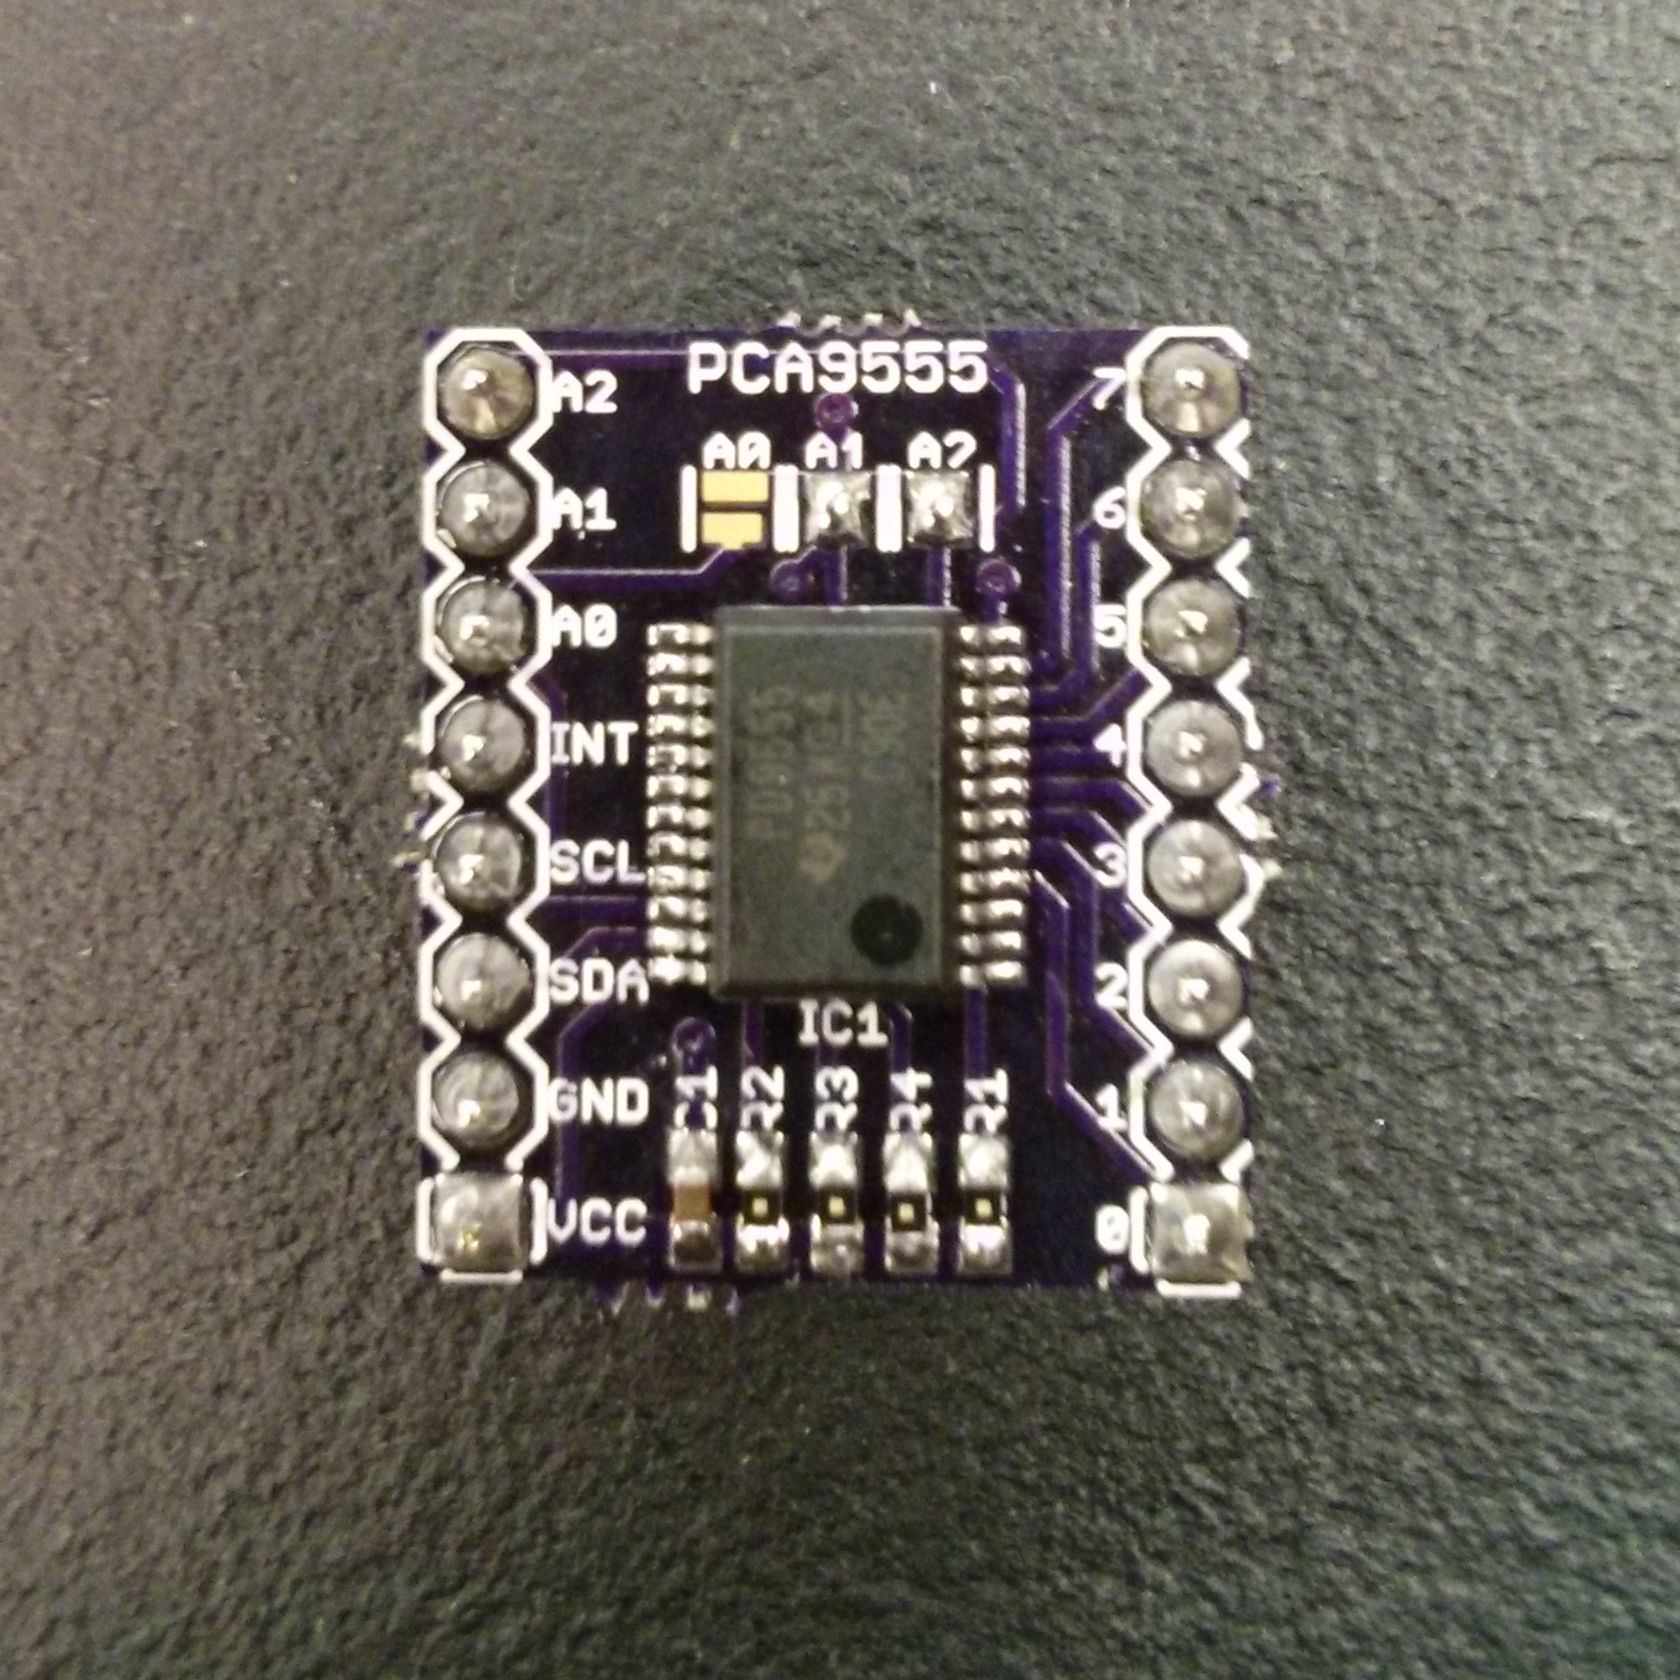 PCA9555
A2
A1
A0
INT
SCL
SDA
GND
VCC
A0 A1 A2
7
6
5
4
3
2
1
0
IC1
C1 R2 R3 R4 R1